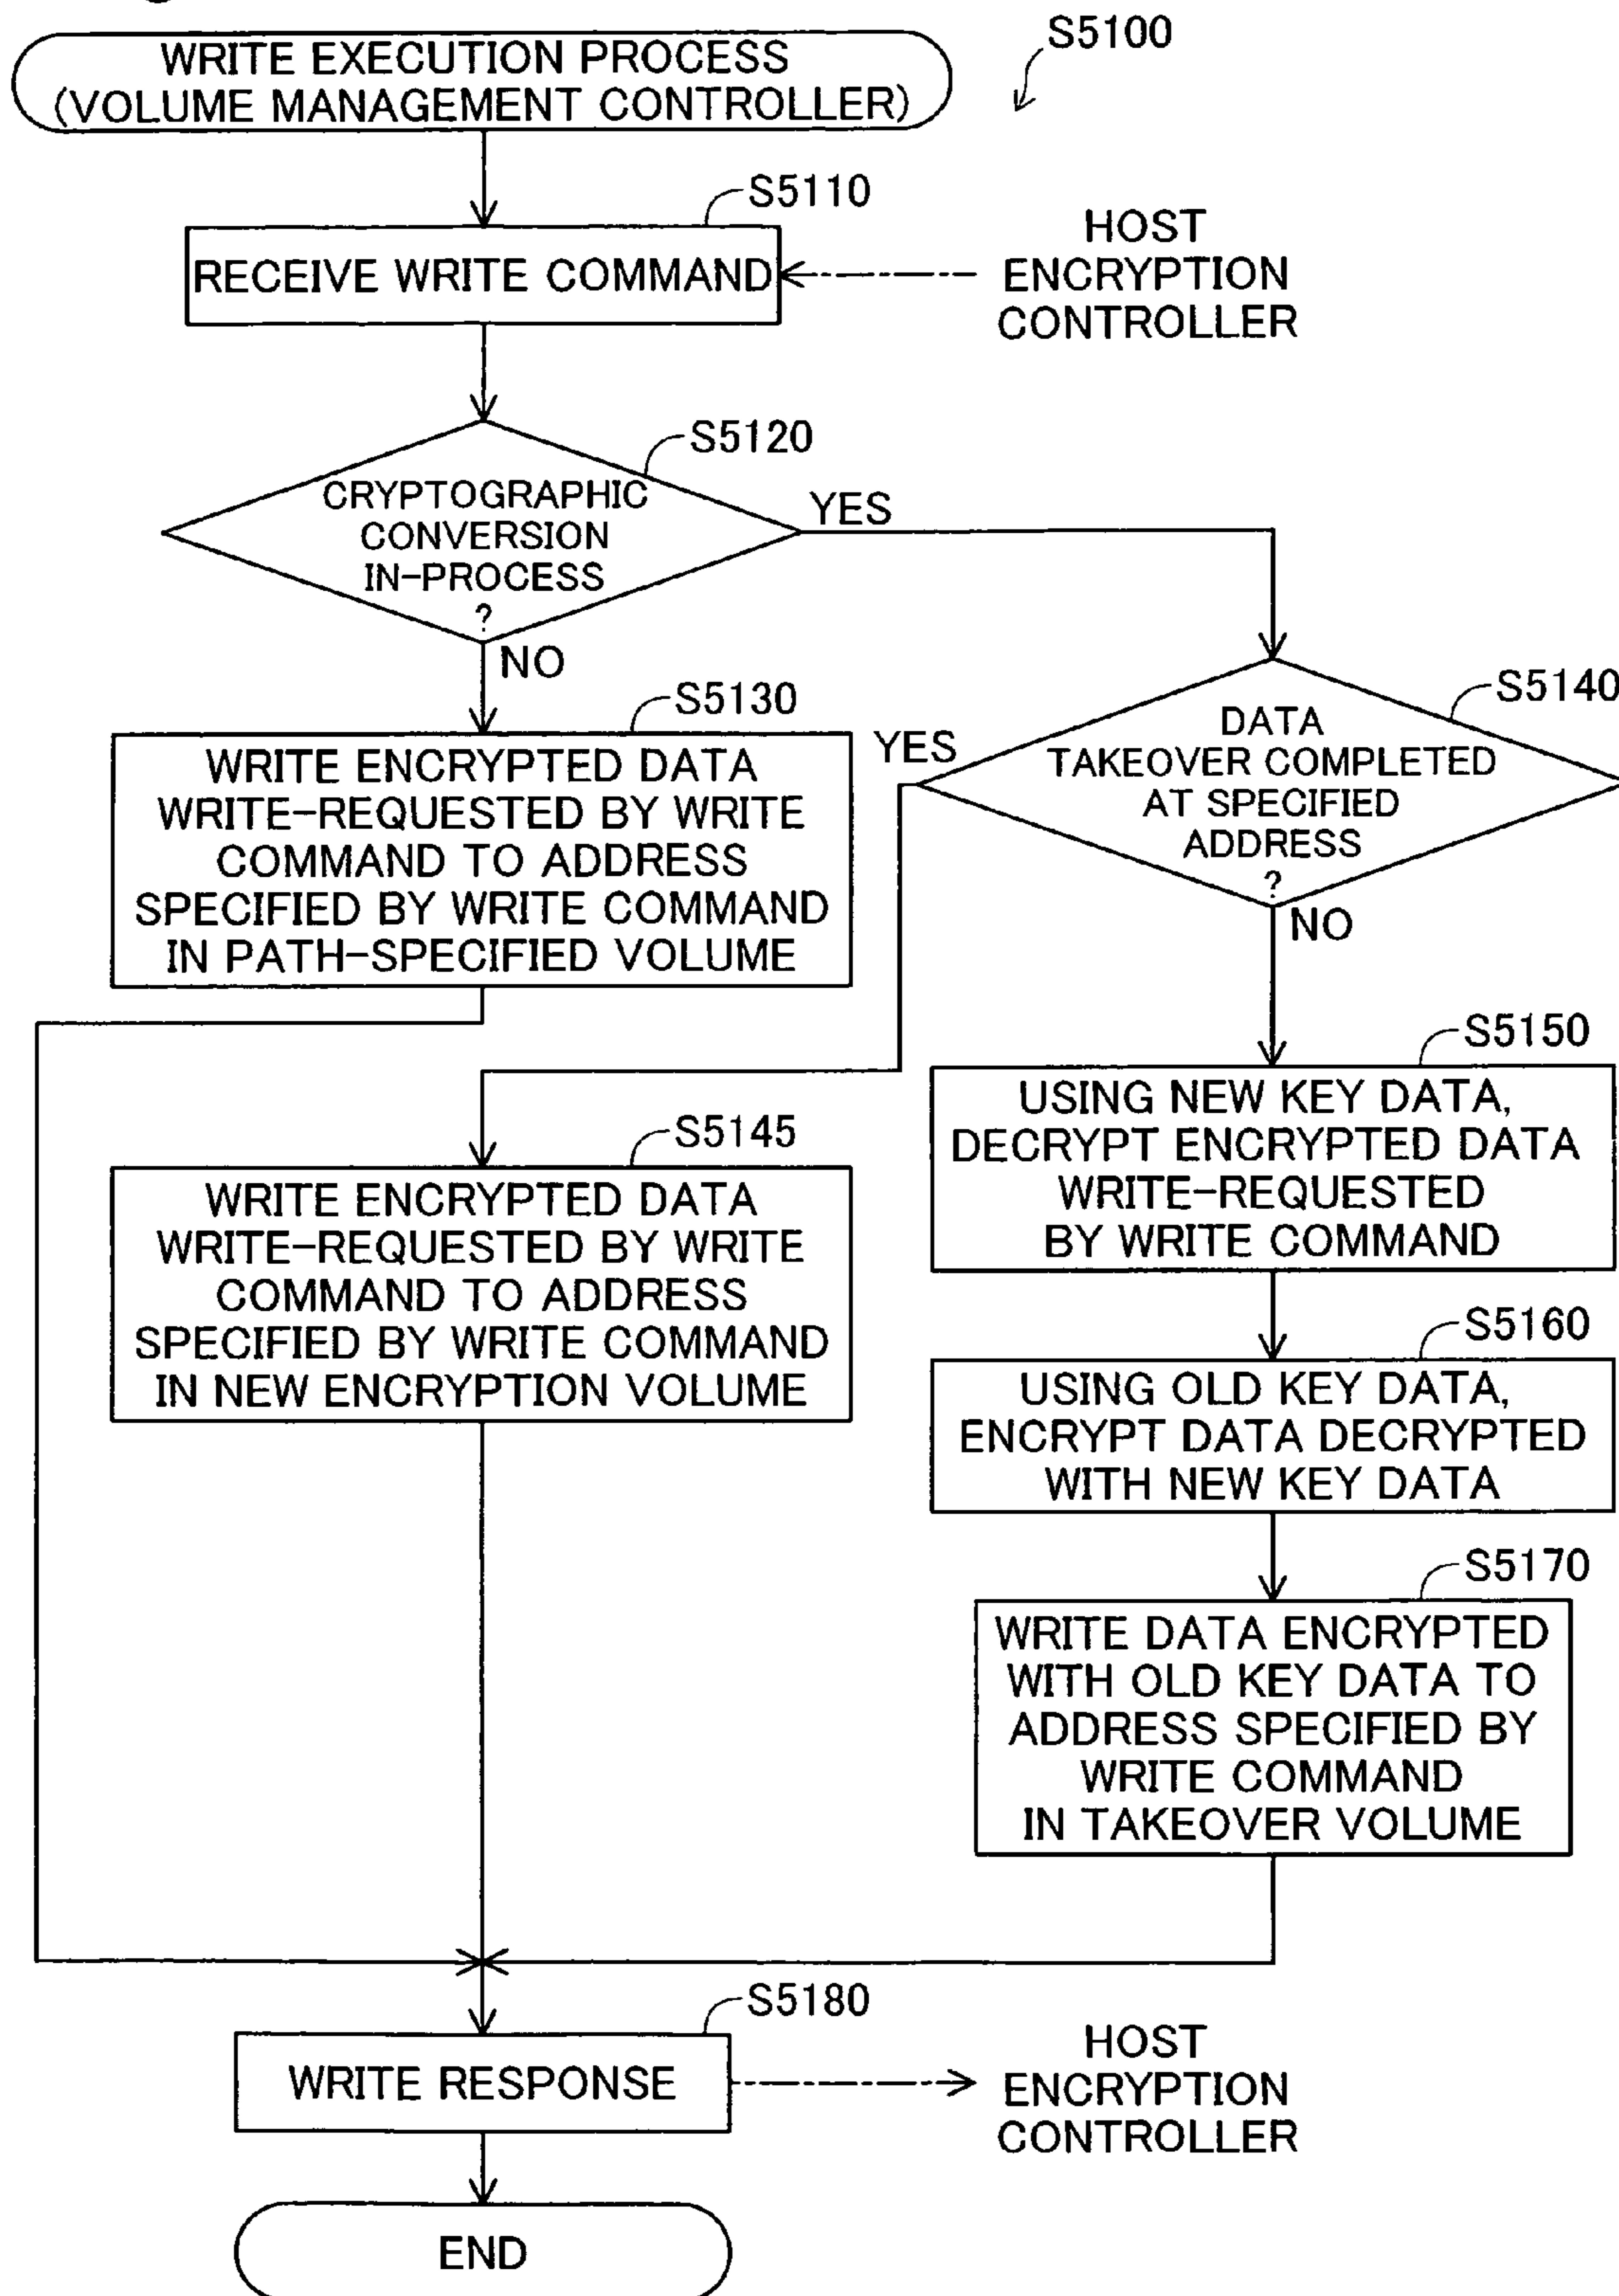 S5100
WRITE EXECUTION PROCESS
(VOLUME MANAGEMENT CONTROLLER)
S5110
RECEIVE WRITE COMMAND
HOST
ENCRYPTION
CONTROLLER
S5120
CRYPTOGRAPHIC
CONVERSION
IN-PROCESS
?
YES
NO
S5130
WRITE ENCRYPTED DATA
WRITE-REQUESTED BY WRITE
COMMAND TO ADDRESS
SPECIFIED BY WRITE COMMAND
IN PATH-SPECIFIED VOLUME
S5140
DATA
TAKEOVER COMPLETED
AT SPECIFIED
ADDRESS
?
YES
NO
S5145
WRITE ENCRYPTED DATA
WRITE-REQUESTED BY WRITE
COMMAND TO ADDRESS
SPECIFIED BY WRITE COMMAND
IN NEW ENCRYPTION VOLUME
S5150
USING NEW KEY DATA,
DECRYPT ENCRYPTED DATA
WRITE-REQUESTED
BY WRITE COMMAND
S5160
USING OLD KEY DATA,
ENCRYPT DATA DECRYPTED
WITH NEW KEY DATA
S5170
WRITE DATA ENCRYPTED
WITH OLD KEY DATA TO
ADDRESS SPECIFIED BY
WRITE COMMAND
IN TAKEOVER VOLUME
S5180
WRITE RESPONSE
HOST
ENCRYPTION
CONTROLLER
END